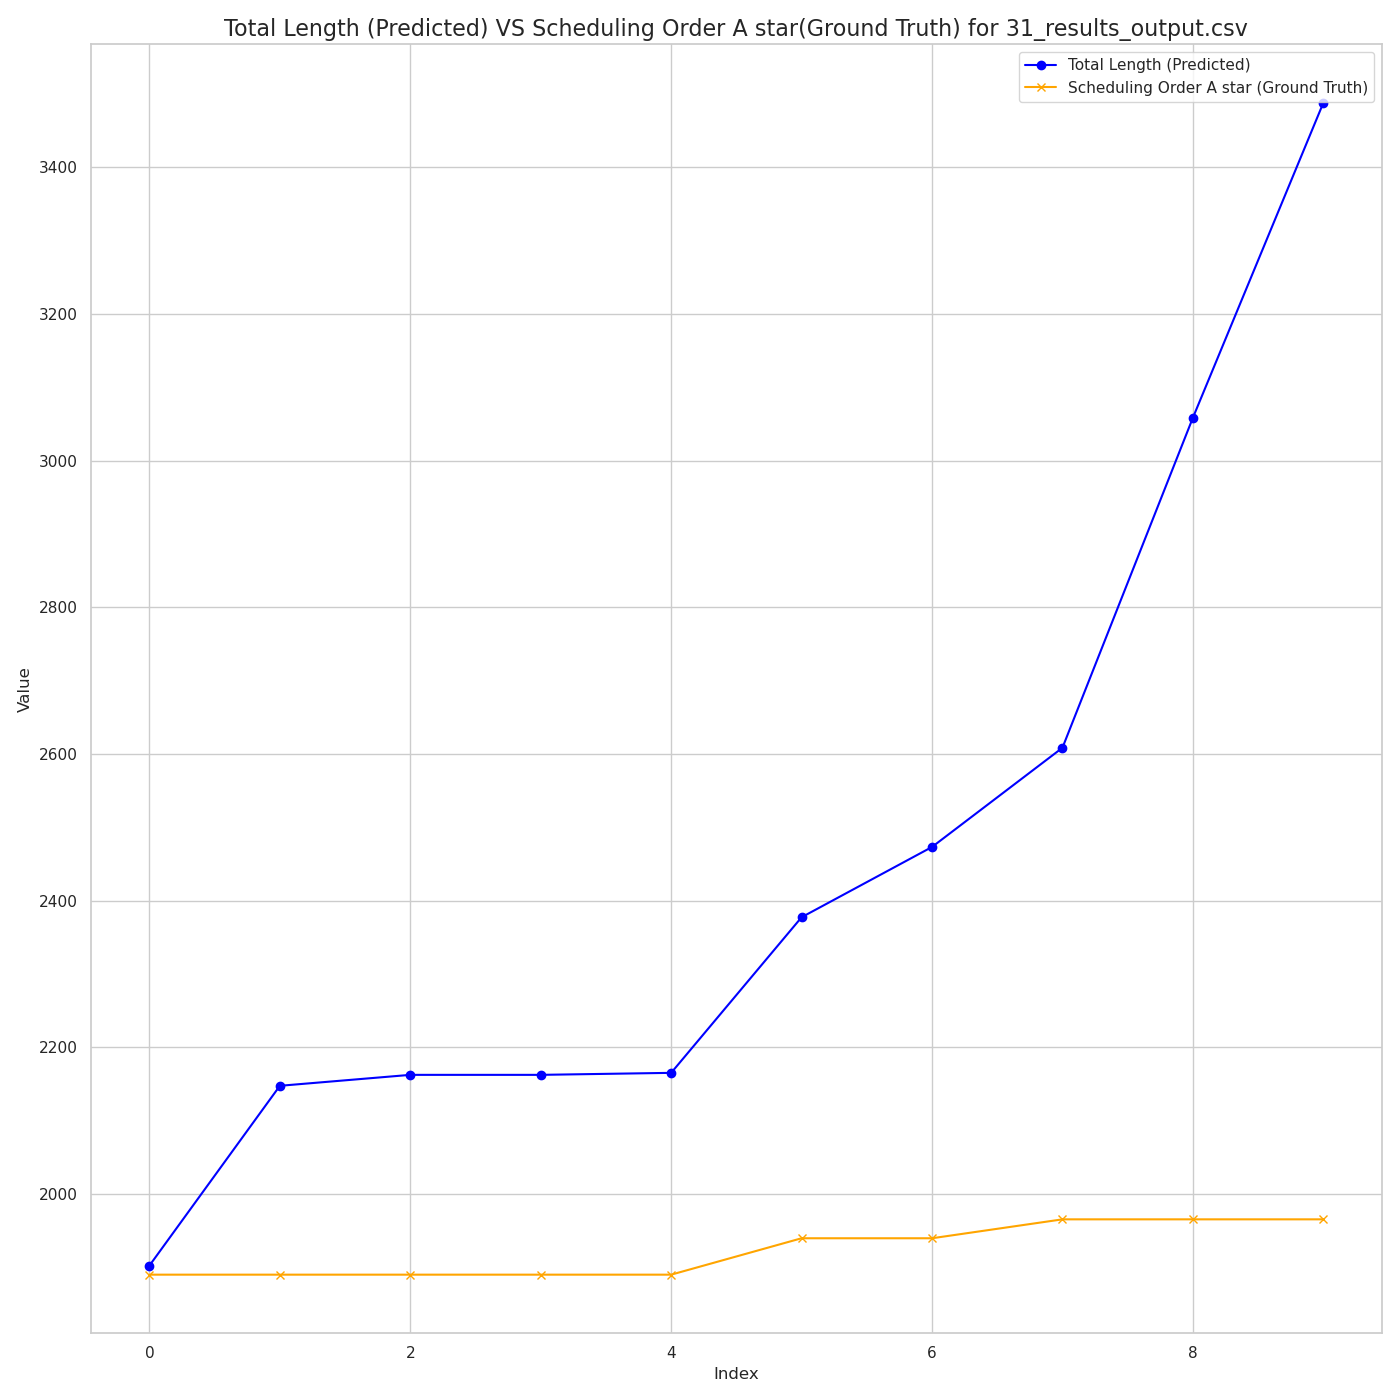 Total Length (Predicted) VS Scheduling Order A star(Ground Truth) for 31_results_output.csv
Total Length (Predicted)
Scheduling Order A star (Ground Truth)
3400
3200
3000
2800
2600
2400
2200
2000
Value
0 2 4 6 8
Index